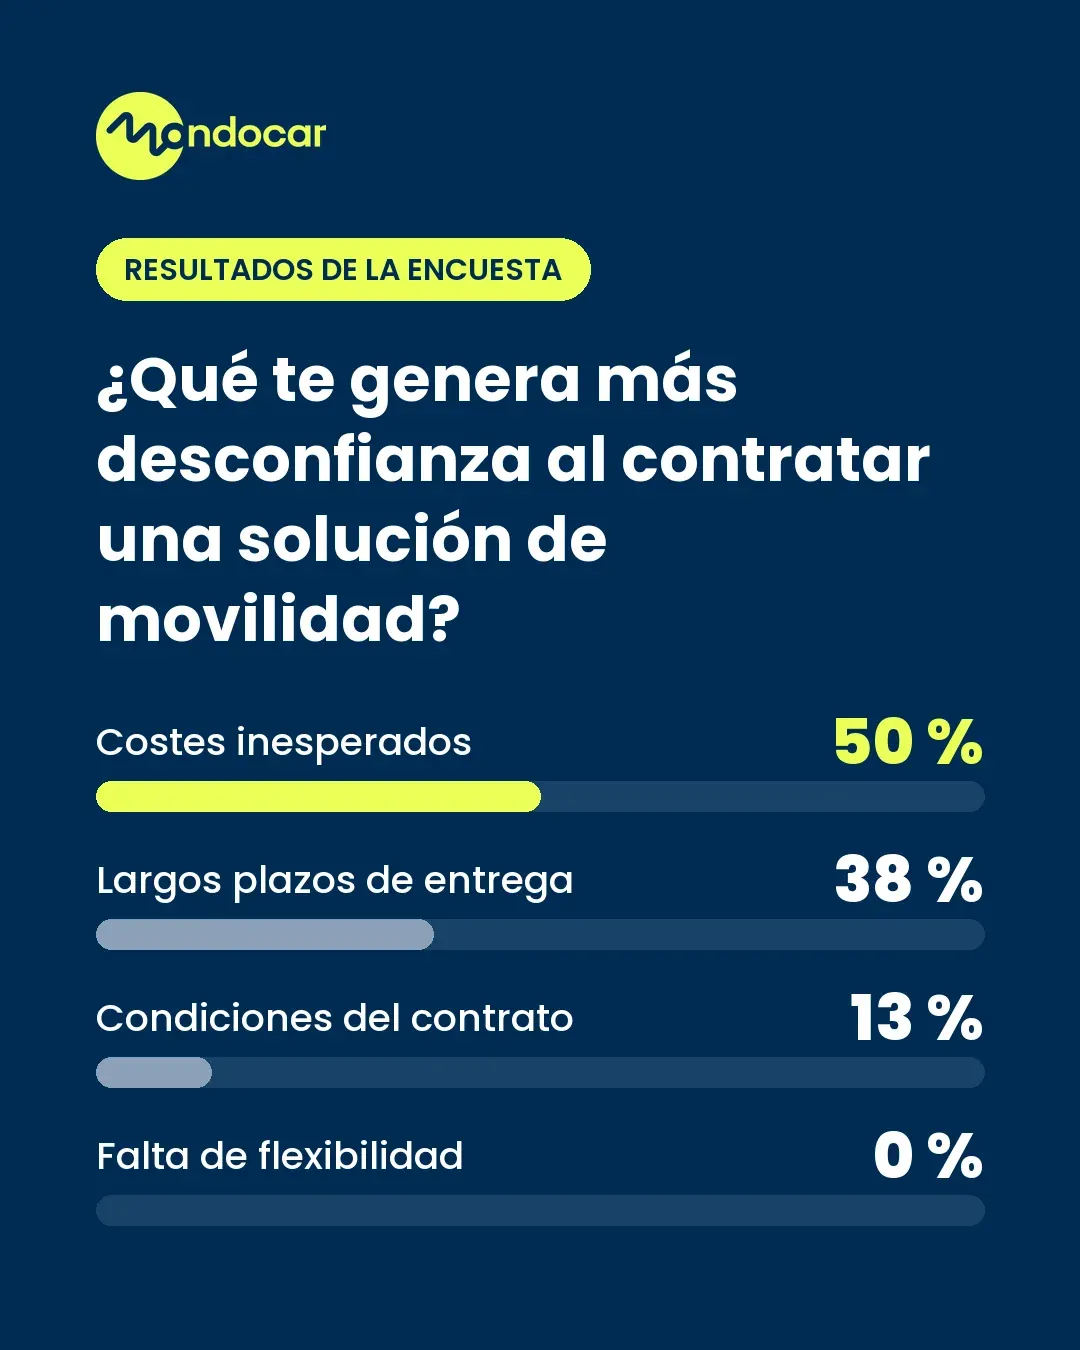 Mondocar
RESULTADOS DE LA ENCUESTA
¿Qué te genera más
desconfianza al contratar
una solución de
movilidad?
Costes inesperados
50 %
Largos plazos de entrega
38 %
Condiciones del contrato
13 %
Falta de flexibilidad
0 %